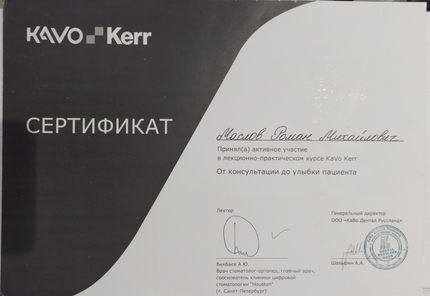 KAVO Kerr
СЕРТИФИКАТ
Маслов Роман Михайлович
Принял(а) активное участие
в лекционно-практическом курсе KaVo Kerr
От консультации до улыбки пациента
Лектор
Бикбаев А.Ю.
Врач стоматолог-ортопед, главный врач,
сооснователь клиники цифровой
стоматологии
(г. Санкт-Петербург)
Генеральный директор
ООО «КаВо Дентал Руссланд»
А.А.